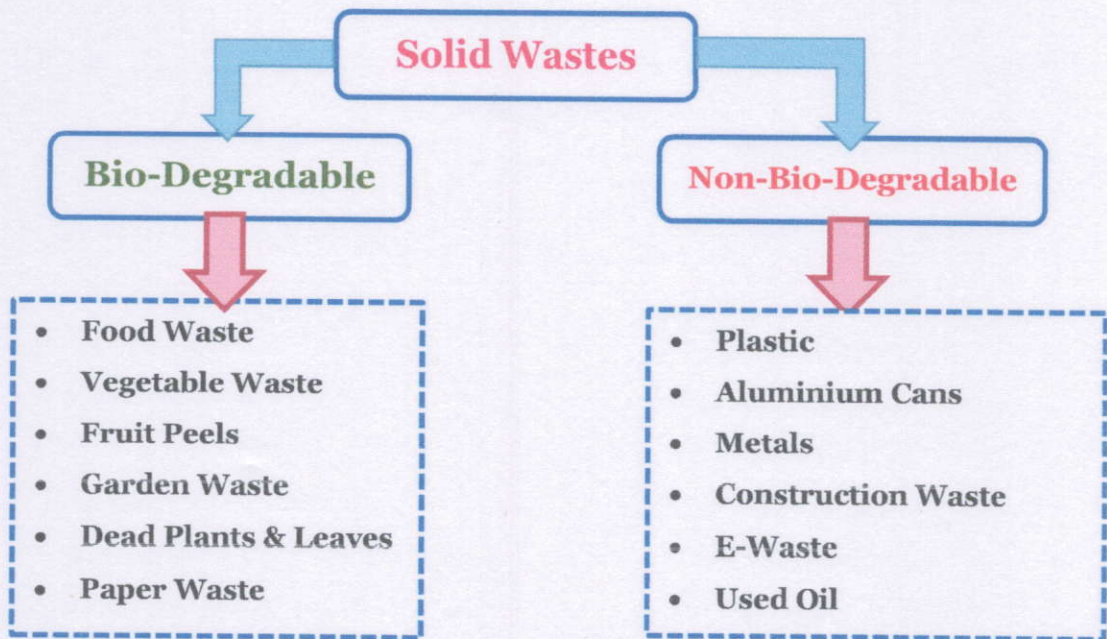 Solid Wastes
Bio-Degradable
Non-Bio-Degradable
• Food Waste
• Vegetable Waste
• Fruit Peels
• Garden Waste
• Dead Plants & Leaves
• Paper Waste
• Plastic
• Aluminium Cans
• Metals
• Construction Waste
• E-Waste
• Used Oil